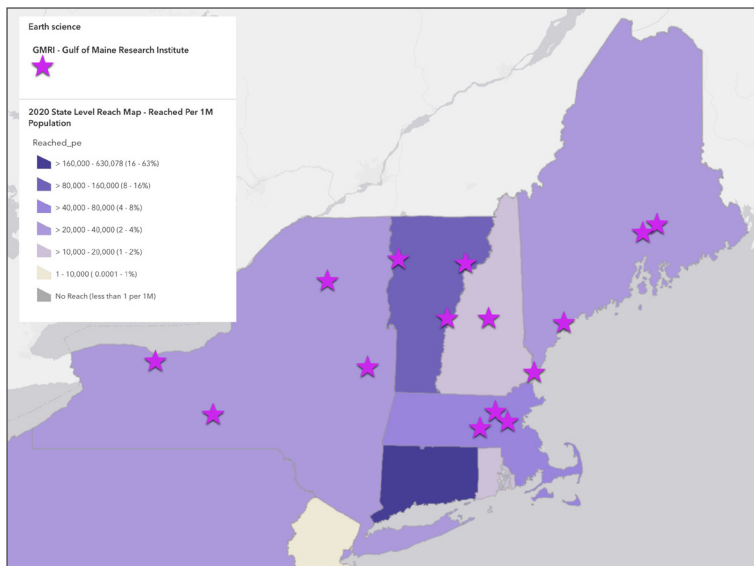 Earth science
GMRI - Gulf of Maine Research Institute
2020 State Level Reach Map - Reached Per 1M
Population
Reached_pe
> 160,000 - 630,078 (16 - 63%)
> 80,000 - 160,000 (8 - 16%)
> 40,000 - 80,000 (4 - 8%)
> 20,000 - 40,000 (2 - 4%)
> 10,000 - 20,000 (1 - 2%)
1 - 10,000 ( 0.0001 - 1%)
No Reach (less than 1 per 1M)